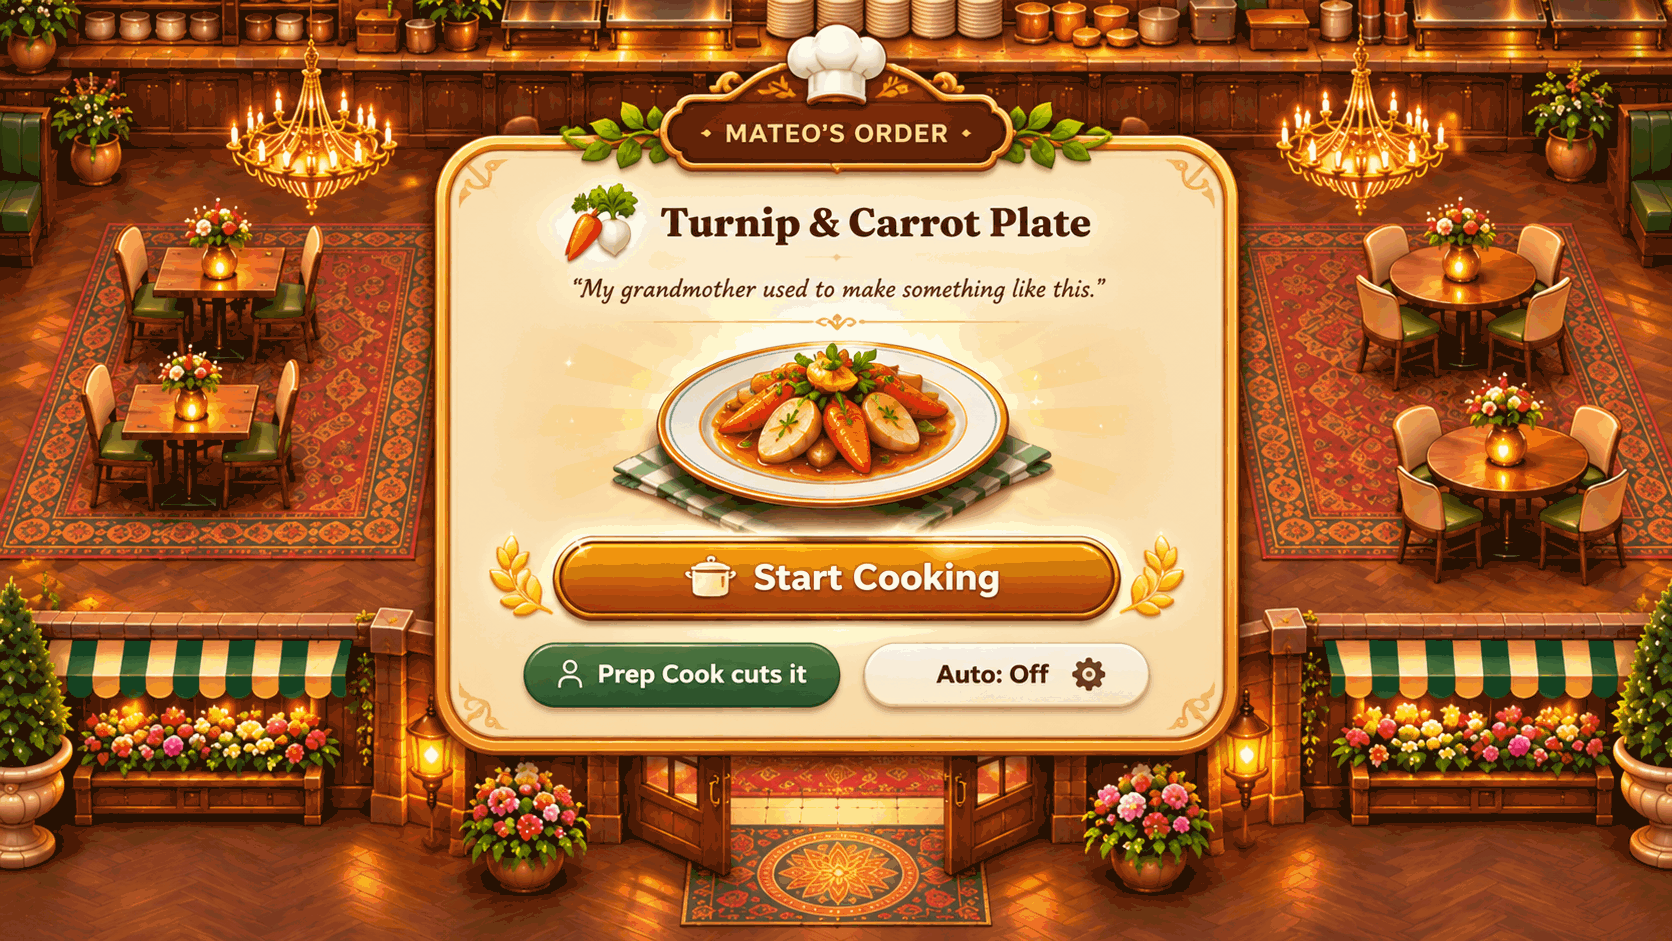 MATEO’S ORDER
Turnip & Carrot Plate
“My grandmother used to make something like this.”
Start Cooking
Prep Cook cuts it
Auto: Off